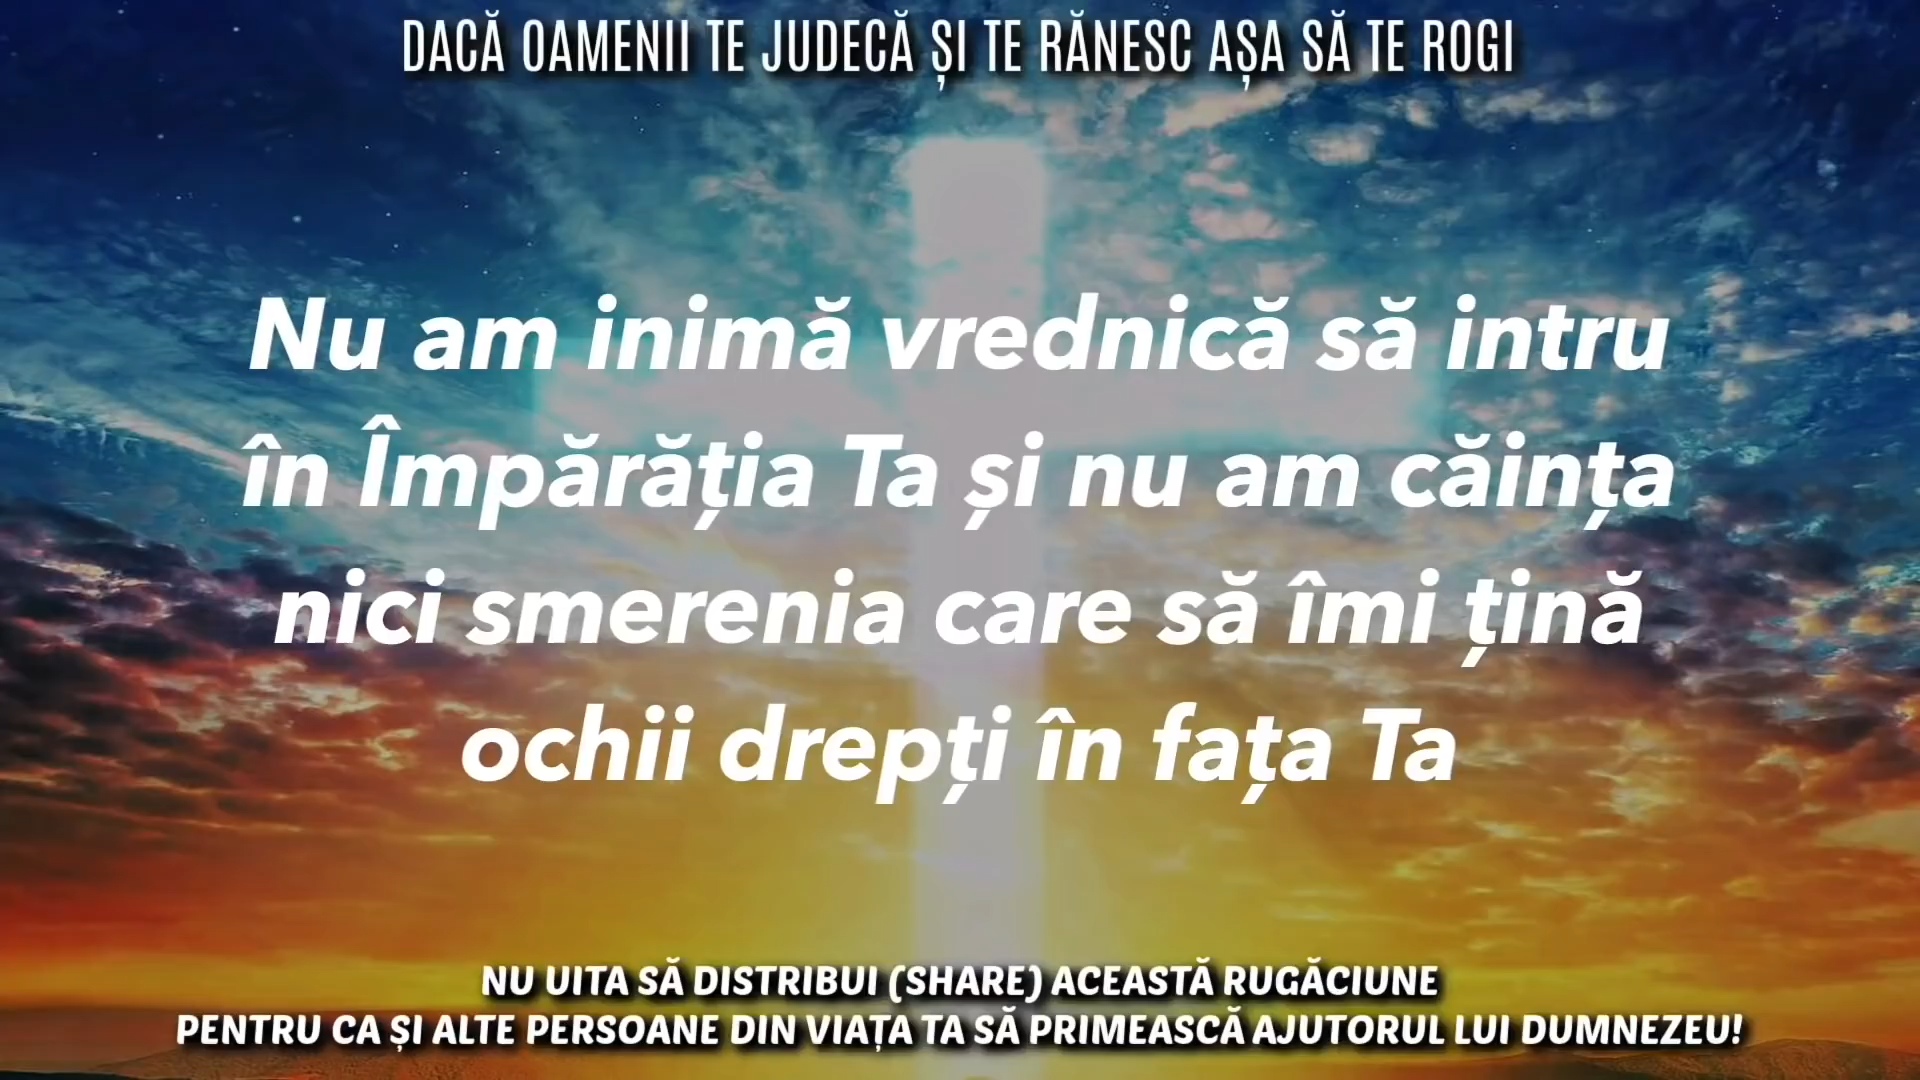 DACĂ OAMENII TE JUDECĂ ȘI TE RĂNESC AȘA SĂ TE ROGI
Nu am inimă vrednică să intru
în Împărăția Ta și nu am căința
nici smerenia care să îmi țină
ochii drepți în fața Ta
NU UITA SĂ DISTRIBUI (SHARE) ACEASTĂ RUGĂCIUNE
PENTRU CA ȘI ALTE PERSOANE DIN VIAȚA TA SĂ PRIMEASCĂ AJUTORUL LUI DUMNEZEU!